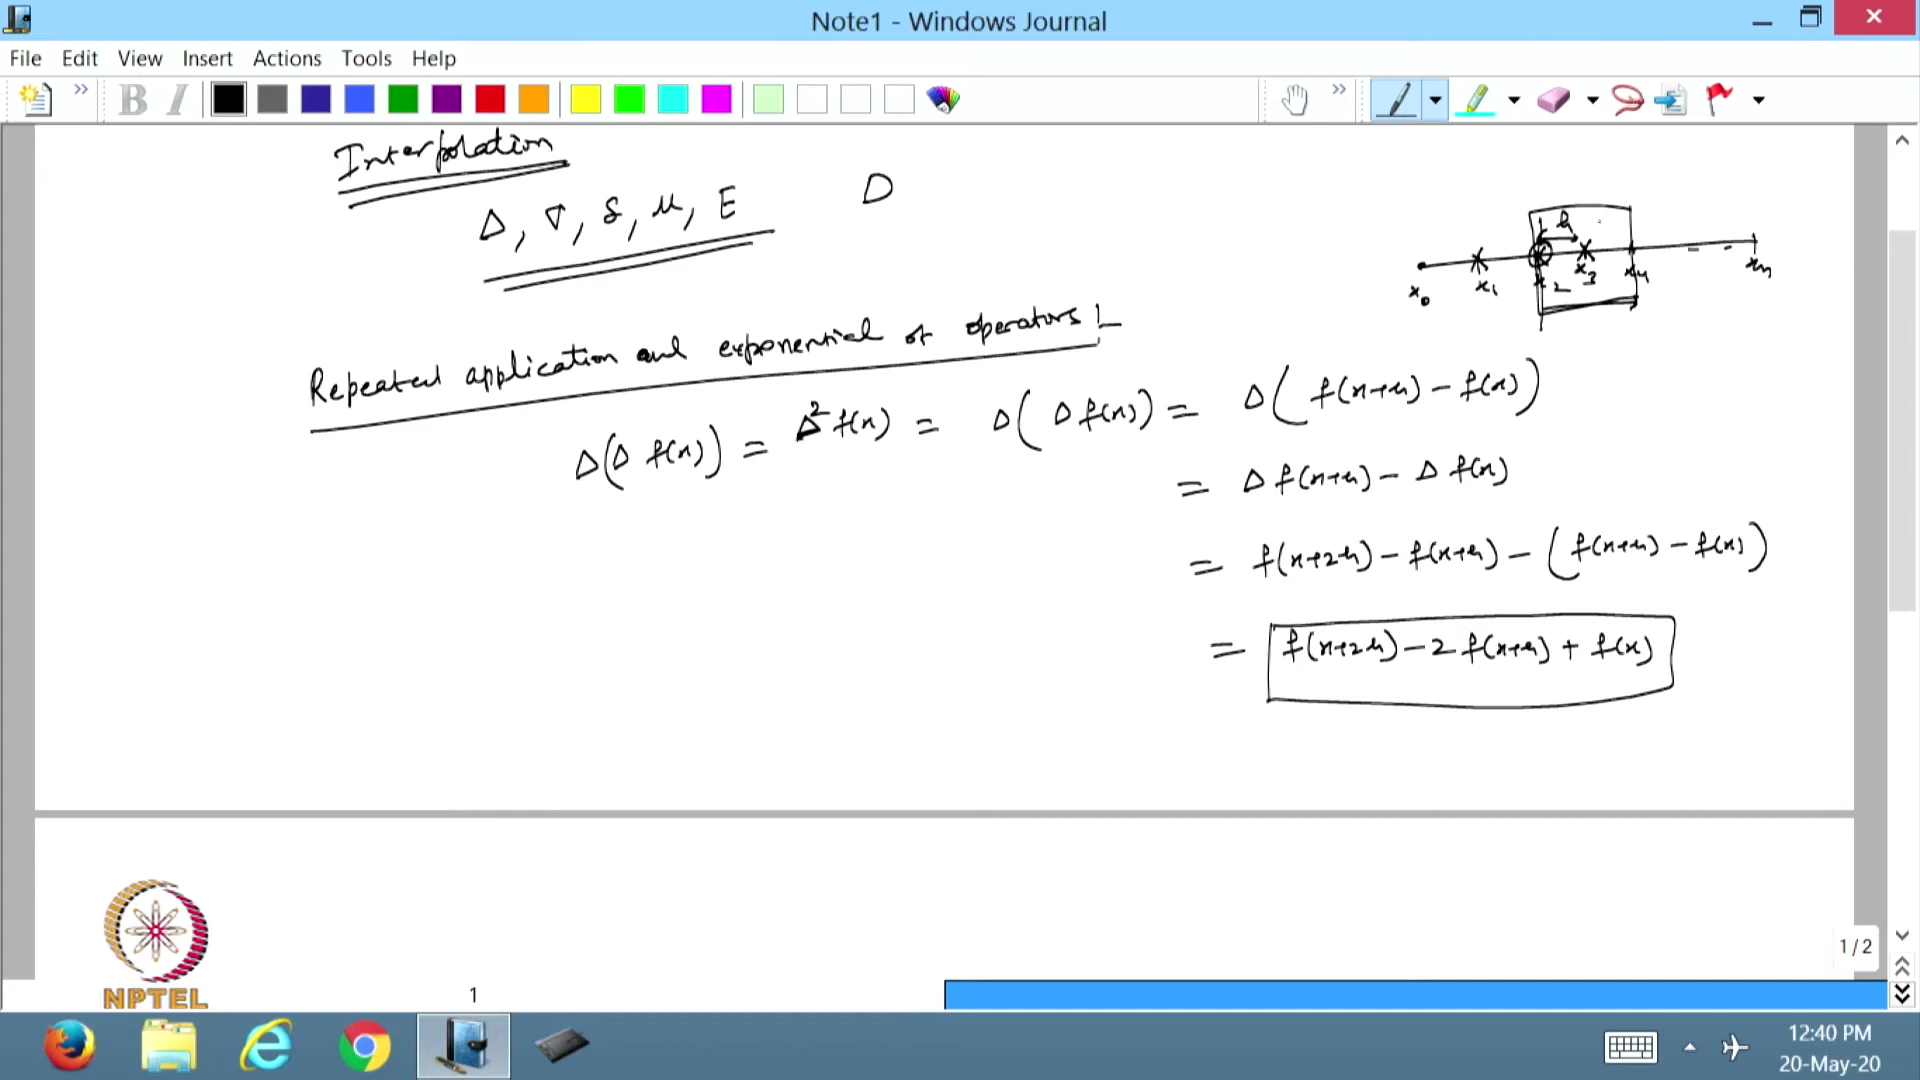 Note1 - Windows Journal
File Edit View Insert Actions Tools Help
B I
Interpolation
Δ, ∇, δ, μ, E D
h
x₀ x₁ x₂ x₃ x₄ - - xₙ
Repeated application and exponential of operators :-
Δ(Δ f(x)) = Δ² f(x) = Δ(Δ f(x)) = Δ(f(x+h) - f(x))
= Δ f(x+h) - Δ f(x)
= f(x+2h) - f(x+h) - (f(x+h) - f(x))
= f(x+2h) - 2 f(x+h) + f(x)
1 / 2
NPTEL
1
12:40 PM
20-May-20